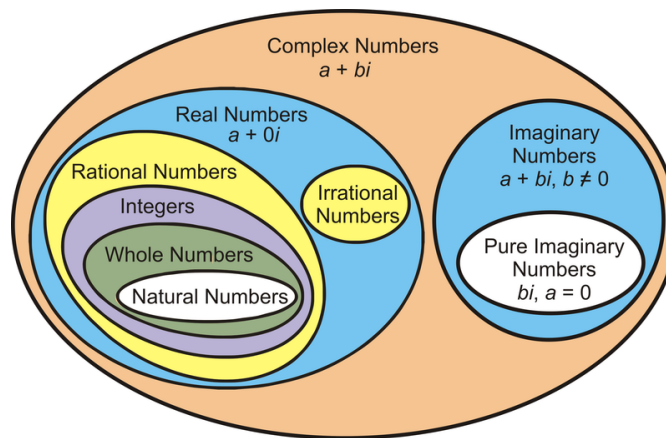 Complex Numbers
a + bi
Real Numbers
a + 0i
Rational Numbers
Integers
Whole Numbers
Natural Numbers
Irrational
Numbers
Imaginary
Numbers
a + bi, b ≠ 0
Pure Imaginary
Numbers
bi, a = 0